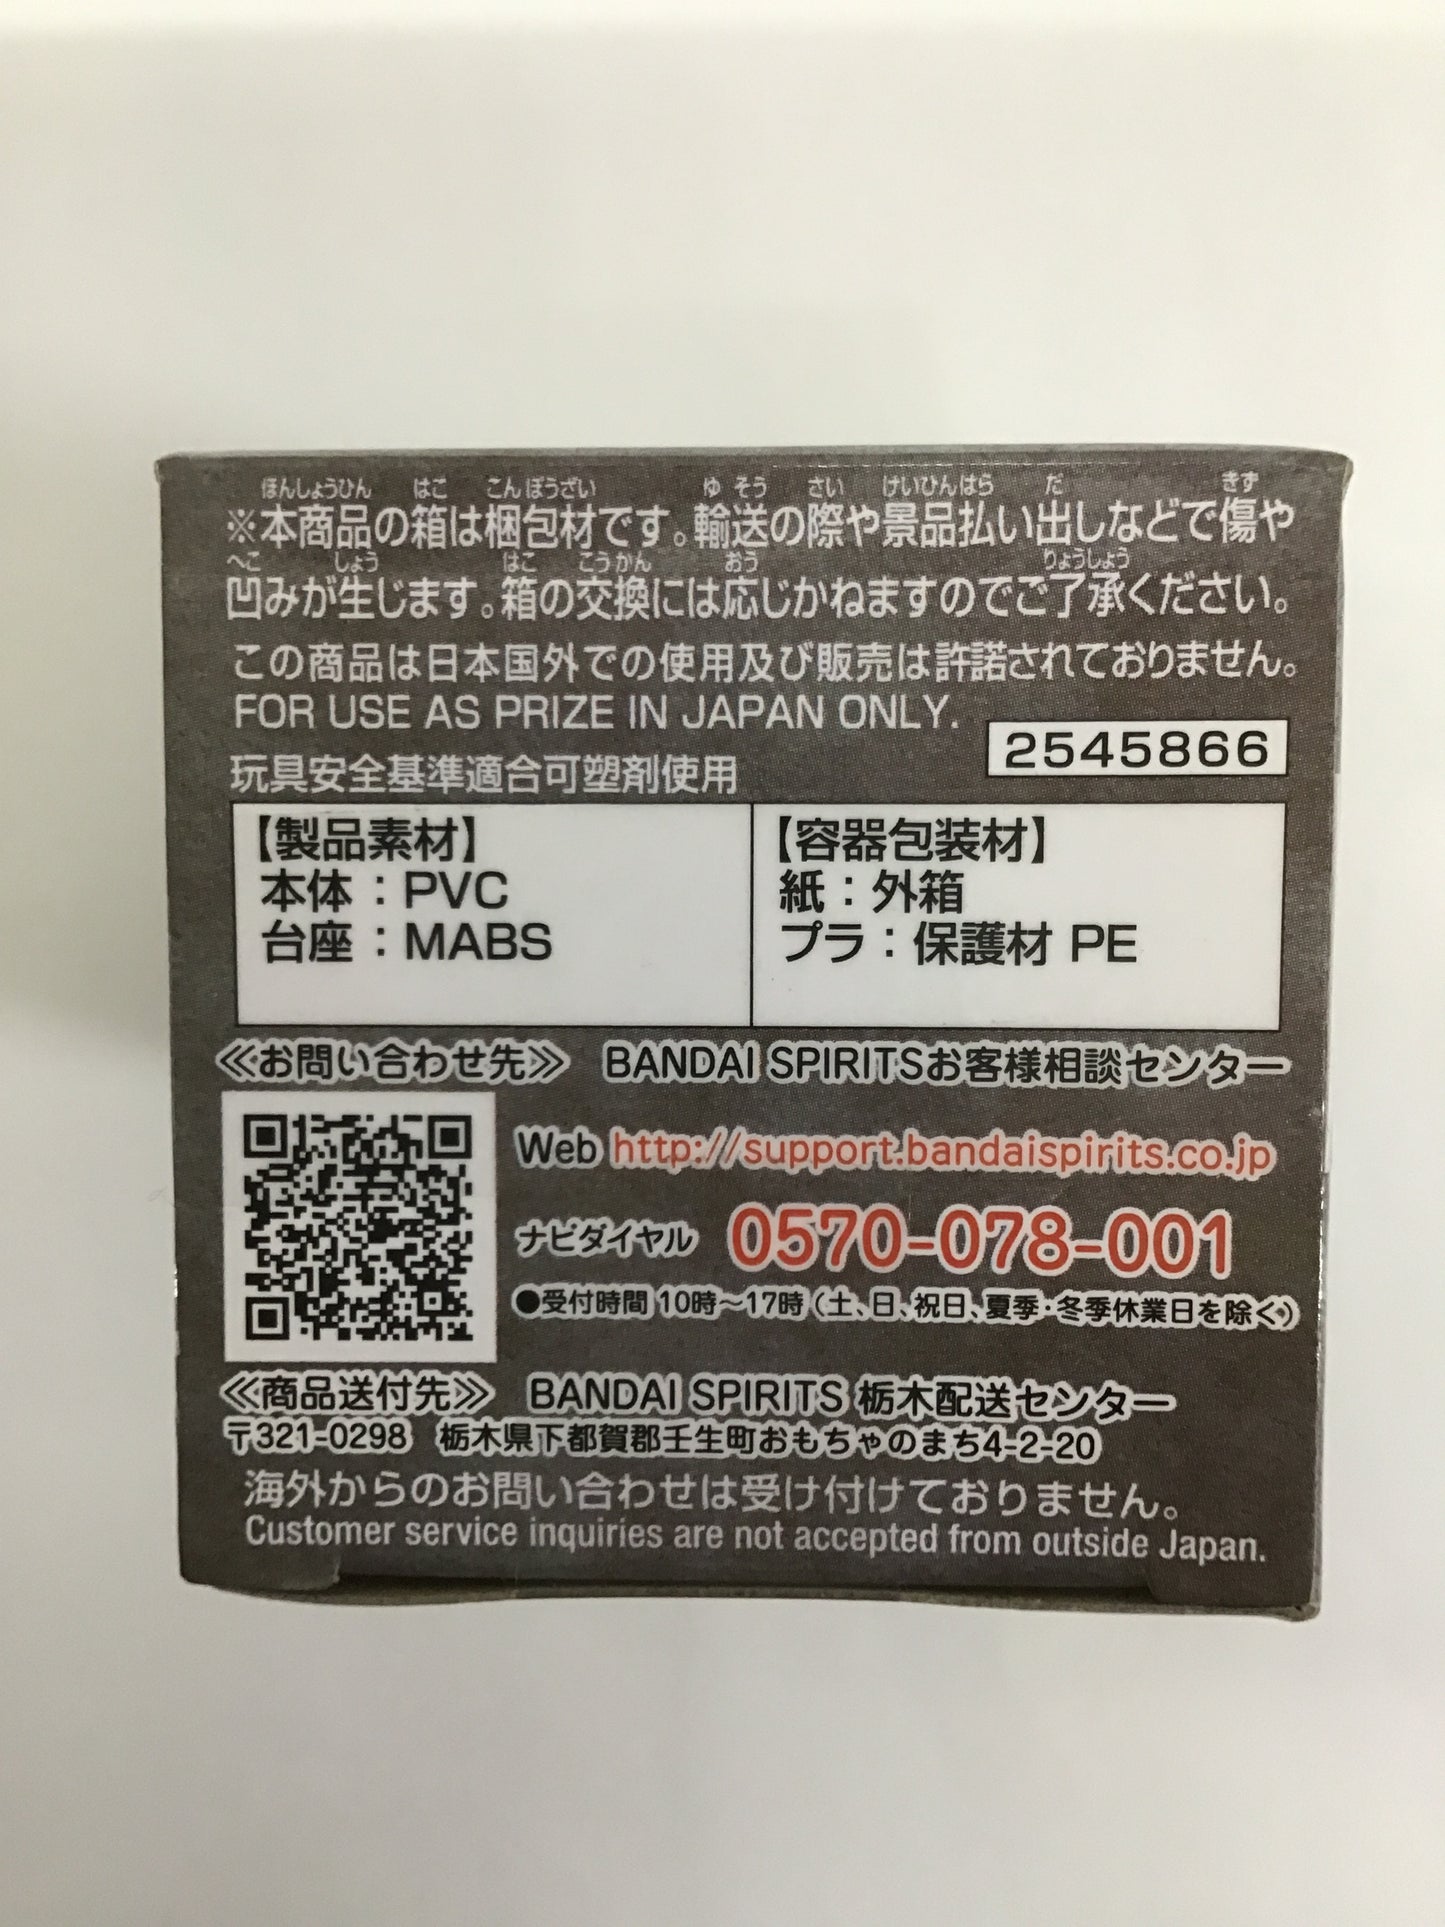 ほんしょうひん はこ こんぽうざい ゆ そう さい けいひんはら だ きず
※本商品の箱は梱包材です。輸送の際や景品払い出しなどで傷や
へこ しょう はこ こうかん おう りょうしょう
凹みが生じます。箱の交換には応じかねますのでご了承ください。
この商品は日本国外での使用及び販売は許諾されておりません。
FOR USE AS PRIZE IN JAPAN ONLY.
2545866
玩具安全基準適合可塑剤使用
【製品素材】
本体：PVC
台座：MABS
【容器包装材】
紙：外箱
プラ：保護材 PE
≪お問い合わせ先≫ BANDAI SPIRITSお客様相談センター
Web http://support.bandaispirits.co.jp
ナビダイヤル 0570-078-001
●受付時間 10時～17時（土、日、祝日、夏季・冬季休業日を除く）
≪商品送付先≫ BANDAI SPIRITS 栃木配送センター
〒321-0298 栃木県下都賀郡壬生町おもちゃのまち4-2-20
海外からのお問い合わせは受け付けておりません。
Customer service inquiries are not accepted from outside Japan.